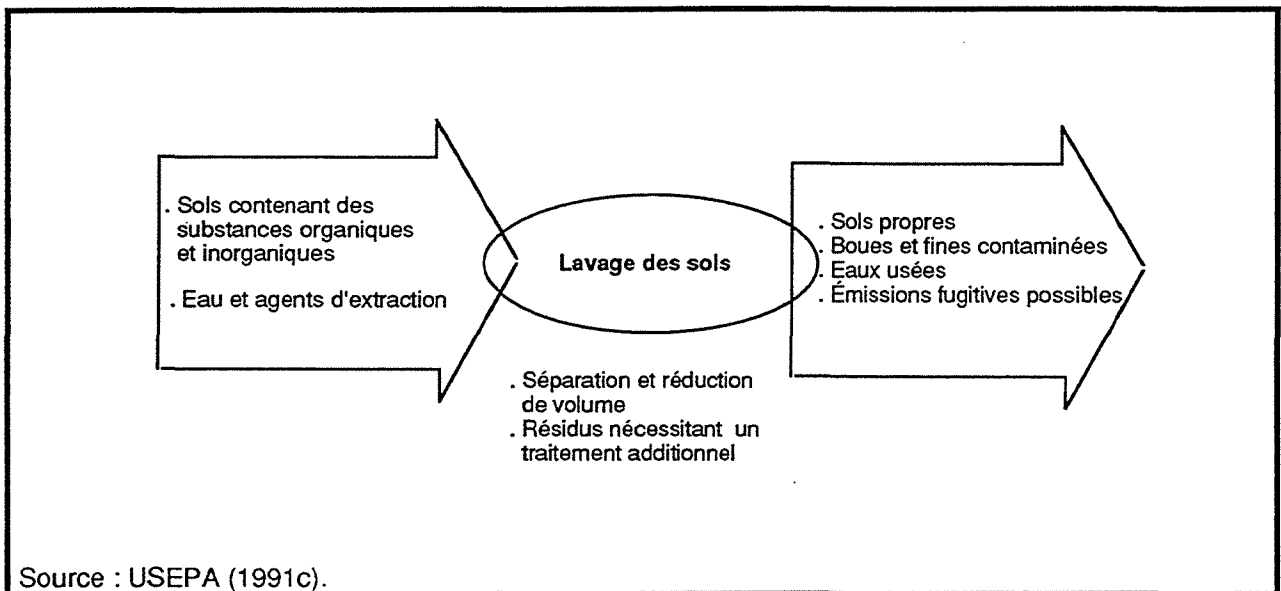 . Sols contenant des
substances organiques
et inorganiques
. Eau et agents d'extraction
Lavage des sols
. Séparation et réduction
de volume
. Résidus nécessitant un
traitement additionnel
. Sols propres
. Boues et fines contaminées
. Eaux usées
. Émissions fugitives possibles
Source : USEPA (1991c).